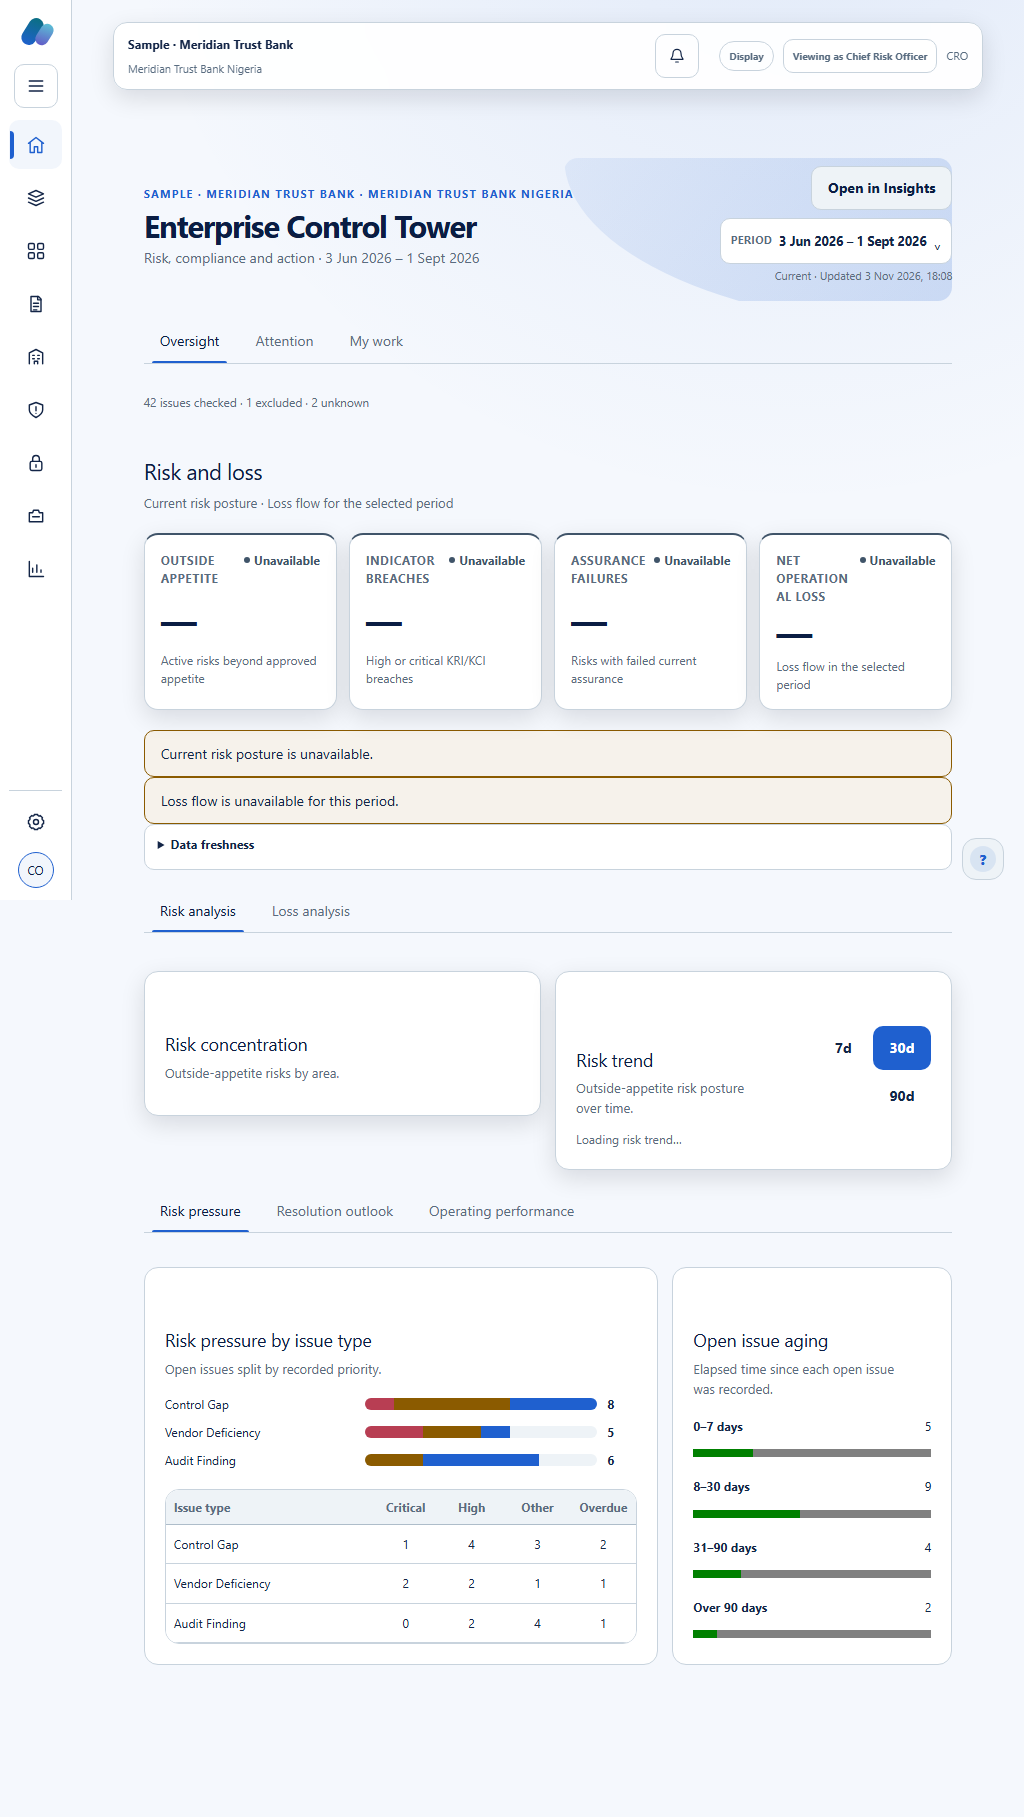 Sample · Meridian Trust Bank
Meridian Trust Bank Nigeria
Display
Viewing as Chief Risk Officer
CRO
SAMPLE · MERIDIAN TRUST BANK · MERIDIAN TRUST BANK NIGERIA
Enterprise Control Tower
Risk, compliance and action · 3 Jun 2026 – 1 Sept 2026
Open in Insights
PERIOD 3 Jun 2026 – 1 Sept 2026 v
Current · Updated 3 Nov 2026, 18:08
Oversight Attention My work
42 issues checked · 1 excluded · 2 unknown
Risk and loss
Current risk posture · Loss flow for the selected period
OUTSIDE
APPETITE
• Unavailable
—
Active risks beyond approved
appetite
INDICATOR
BREACHES
• Unavailable
—
High or critical KRI/KCI
breaches
ASSURANCE
FAILURES
• Unavailable
—
Risks with failed current
assurance
NET
OPERATION
AL LOSS
• Unavailable
—
Loss flow in the selected
period
Current risk posture is unavailable.
Loss flow is unavailable for this period.
Data freshness
?
CO
Risk analysis Loss analysis
Risk concentration
Outside-appetite risks by area.
Risk trend
Outside-appetite risk posture
over time.
7d 30d
90d
Loading risk trend...
Risk pressure Resolution outlook Operating performance
Risk pressure by issue type
Open issues split by recorded priority.
Control Gap 8
Vendor Deficiency 5
Audit Finding 6
Issue type Critical High Other Overdue
Control Gap 1 4 3 2
Vendor Deficiency 2 2 1 1
Audit Finding 0 2 4 1
Open issue aging
Elapsed time since each open issue
was recorded.
0–7 days 5
8–30 days 9
31–90 days 4
Over 90 days 2